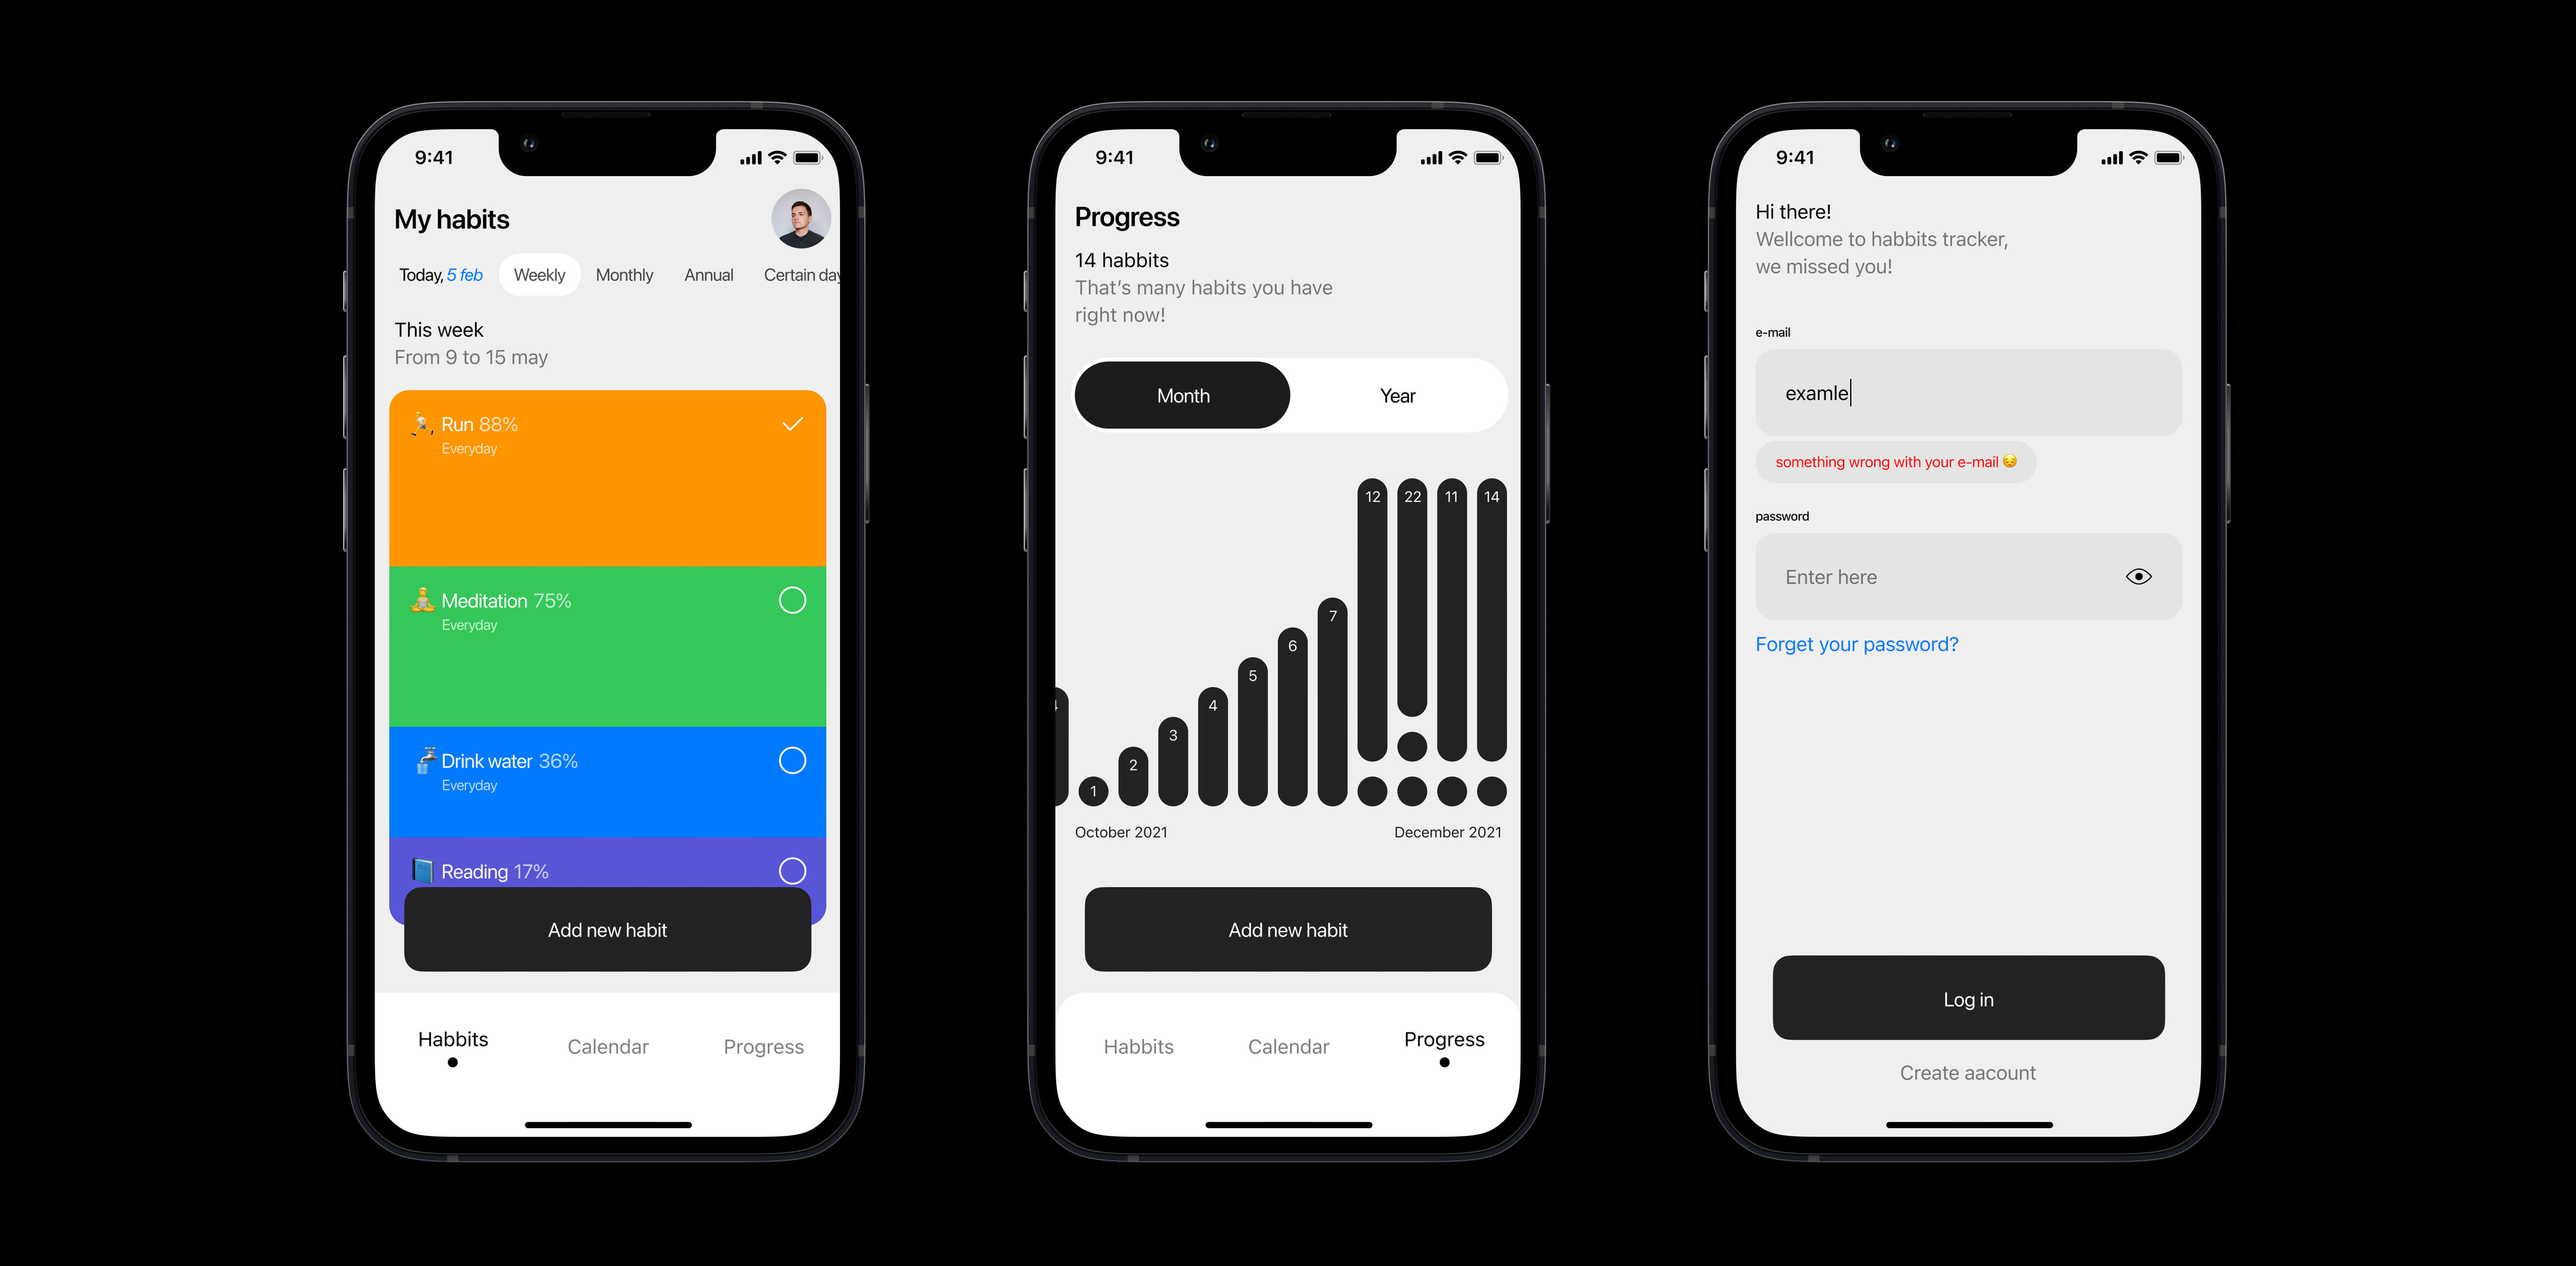 9:41
My habits
Today, 5 feb Weekly Monthly Annual Certain day
This week
From 9 to 15 may
Run 88%
Everyday
Meditation 75%
Everyday
Drink water 36%
Everyday
Reading 17%
Add new habit
Habbits Calendar Progress
9:41
Progress
14 habbits
That's many habits you have
right now!
Month Year
12 22 11 14
7
6
5
4
4
3
2
1
October 2021 December 2021
Add new habit
Habbits Calendar Progress
9:41
Hi there!
Wellcome to habbits tracker,
we missed you!
e-mail
examle
something wrong with your e-mail 😔
password
Enter here
Forget your password?
Log in
Create aacount